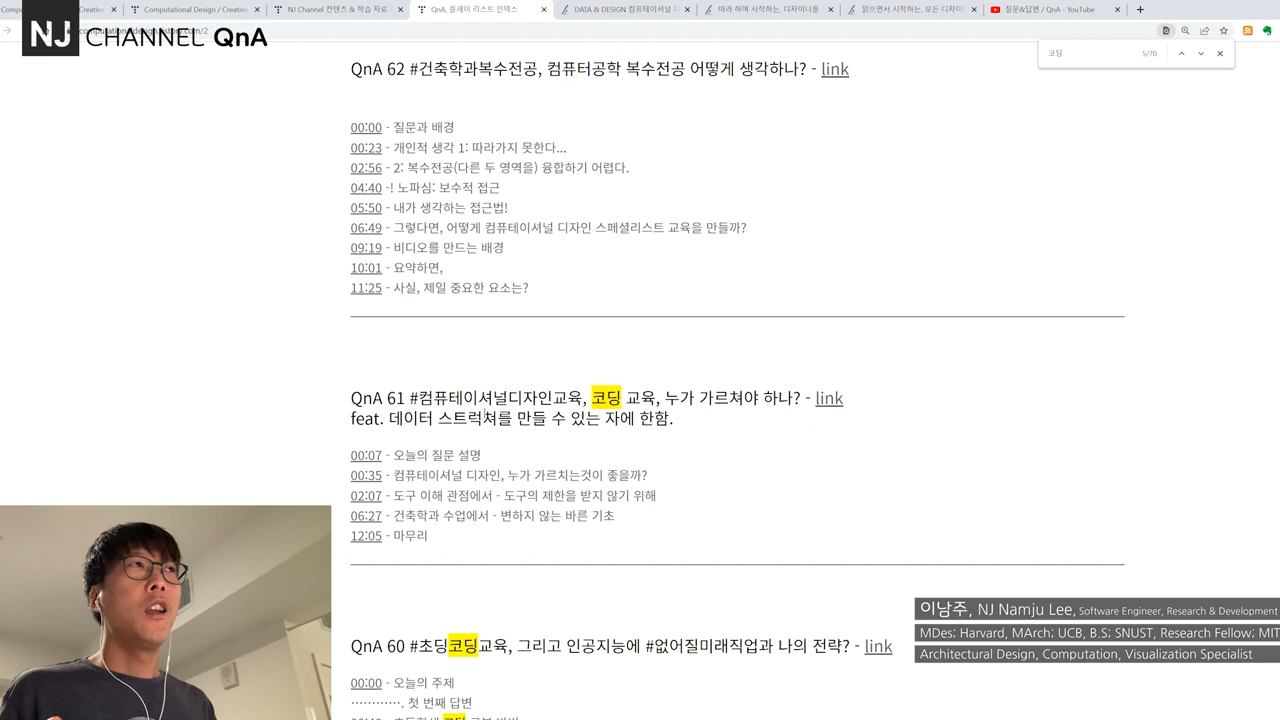 Creative
Computational Design / Creative
NJ Channel 컨텐츠 & 학습 자료
QnA, 플레이 리스트 인덱스
DATA & DESIGN 컴퓨테이셔널 디
따라 하며 시작하는, 디자이너를
읽으면서 시작하는, 모든 디자이
질문&답변 / QnA - YouTube
NJ CHANNEL QnA
코딩 5/70
QnA 62 #건축학과복수전공, 컴퓨터공학 복수전공 어떻게 생각하나? - link
00:00 - 질문과 배경
00:23 - 개인적 생각 1: 따라가지 못한다...
02:56 - 2: 복수전공(다른 두 영역을) 융합하기 어렵다.
04:40 -! 노파심: 보수적 접근
05:50 - 내가 생각하는 접근법!
06:49 - 그렇다면, 어떻게 컴퓨테이셔널 디자인 스페셜리스트 교육을 만들까?
09:19 - 비디오를 만드는 배경
10:01 - 요약하면,
11:25 - 사실, 제일 중요한 요소는?
QnA 61 #컴퓨테이셔널디자인교육, 코딩 교육, 누가 가르쳐야 하나? - link
feat. 데이터 스트럭쳐를 만들 수 있는 자에 한함.
00:07 - 오늘의 질문 설명
00:35 - 컴퓨테이셔널 디자인, 누가 가르치는것이 좋을까?
02:07 - 도구 이해 관점에서 - 도구의 제한을 받지 않기 위해
06:27 - 건축학과 수업에서 - 변하지 않는 바른 기초
12:05 - 마무리
QnA 60 #초딩코딩교육, 그리고 인공지능에 #없어질미래직업과 나의 전략? - link
00:00 - 오늘의 주제
............. 첫 번째 답변
이남주, NJ Namju Lee, Software Engineer, Research & Development
MDes; Harvard, MArch; UCB, B.S; SNUST, Research Fellow; MIT
Architectural Design, Computation, Visualization Specialist